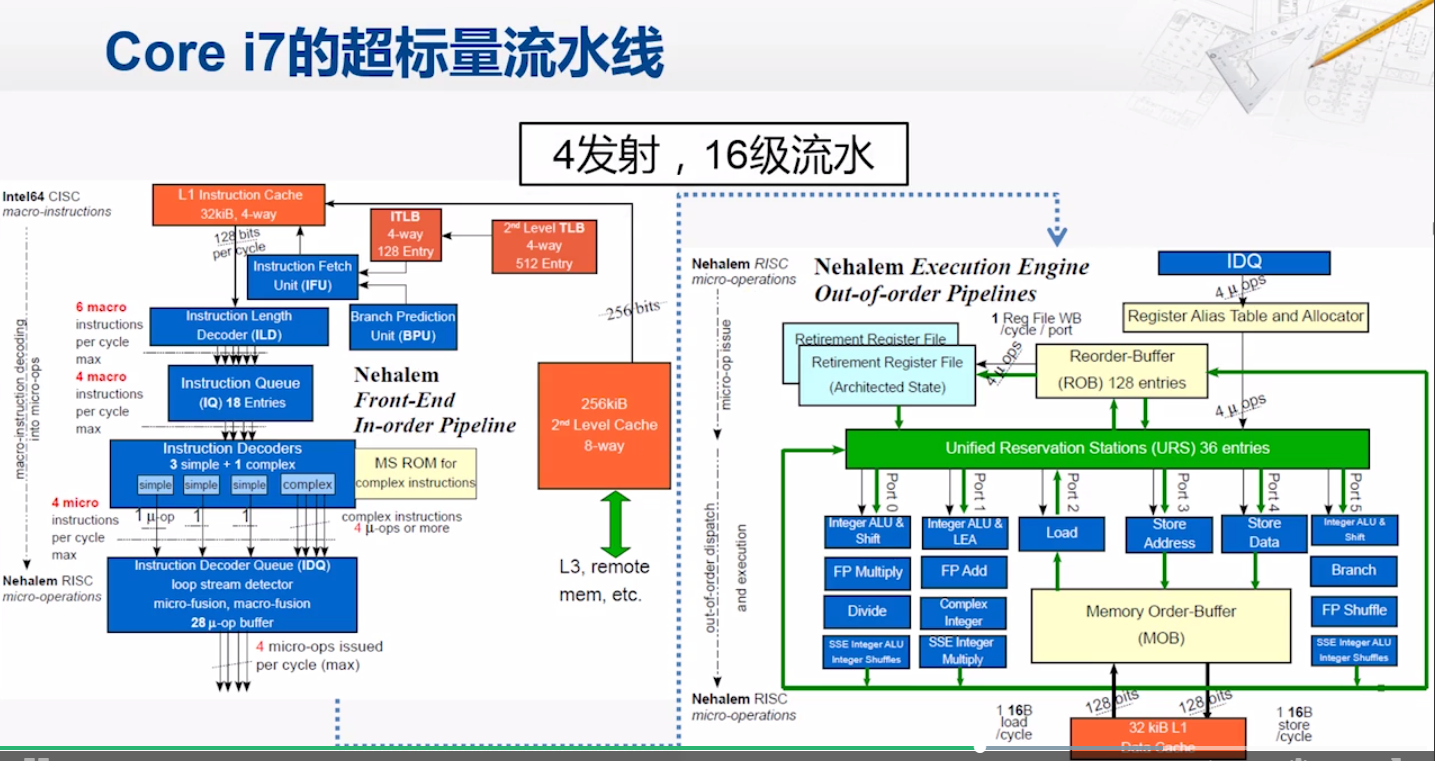 Core i7的超标量流水线
4发射，16级流水
Intel64 CISC
macro-instructions
L1 Instruction Cache
32kiB, 4-way
128 bits
per cycle
ITLB
4-way
128 Entry
2nd Level TLB
4-way
512 Entry
Instruction Fetch
Unit (IFU)
6 macro
instructions
per cycle
max
Instruction Length
Decoder (ILD)
Branch Prediction
Unit (BPU)
256 bits
macro-instruction decoding
into micro-ops
4 macro
instructions
per cycle
max
Instruction Queue
(IQ) 18 Entries
Nehalem
Front-End
In-order Pipeline
256kiB
2nd Level Cache
8-way
Instruction Decoders
3 simple + 1 complex
simple
simple
simple
complex
MS ROM for
complex instructions
4 micro
instructions
per cycle
max
1 μ-op
1
1
complex instructions
4 μ-ops or more
Nehalem RISC
micro-operations
Instruction Decoder Queue (IDQ)
loop stream detector
micro-fusion, macro-fusion
28 μ-op buffer
4 micro-ops issued
per cycle (max)
L3, remote
mem, etc.
Nehalem RISC
micro-operations
Nehalem Execution Engine
Out-of-order Pipelines
IDQ
4 μ ops
Register Alias Table and Allocator
1 Reg File WB
/cycle / port
4 μ ops
Retirement Register File
Retirement Register File
(Architected State)
Reorder-Buffer
(ROB) 128 entries
micro-op issue
4 μ ops
Unified Reservation Stations (URS) 36 entries
Port 0
Port 1
Port 2
Port 3
Port 4
Port 5
Integer ALU &
Shift
Integer ALU &
LEA
Load
Store
Address
Store
Data
Integer ALU &
Shift
out-of-order dispatch
and execution
FP Multiply
FP Add
Branch
Divide
Complex
Integer
Memory Order-Buffer
(MOB)
FP Shuffle
SSE Integer ALU
Integer Shuffles
SSE Integer
Multiply
SSE Integer ALU
Integer Shuffles
Nehalem RISC
micro-operations
128 bits
128 bits
1 16B
load
/cycle
32 kiB L1
Data Cache
1 16B
store
/cycle